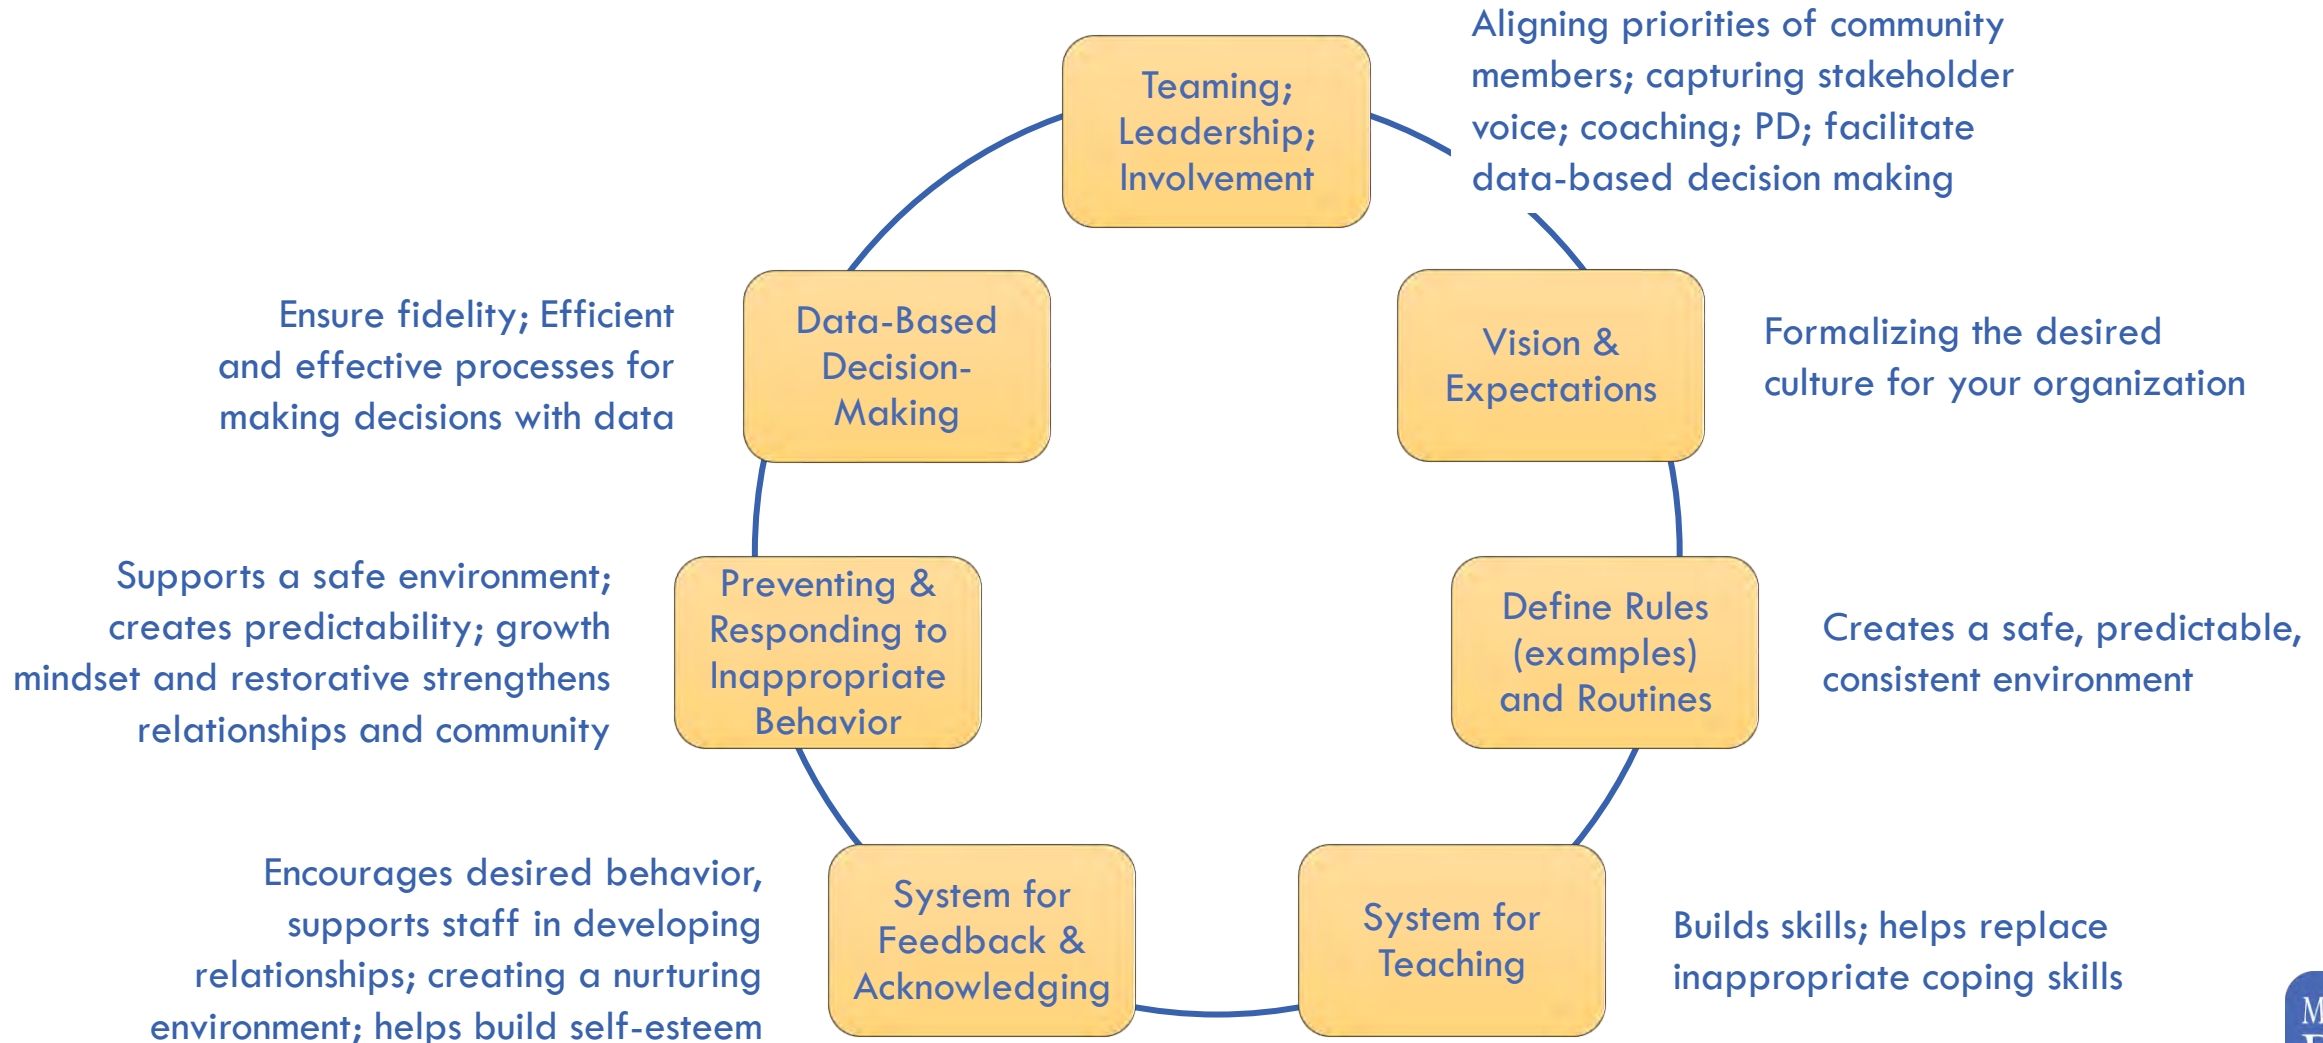 Teaming;
Leadership;
Involvement
Aligning priorities of community
members; capturing stakeholder
voice; coaching; PD; facilitate
data-based decision making
Vision &
Expectations
Formalizing the desired
culture for your organization
Define Rules
(examples)
and Routines
Creates a safe, predictable,
consistent environment
System for
Teaching
Builds skills; helps replace
inappropriate coping skills
System for
Feedback &
Acknowledging
Encourages desired behavior,
supports staff in developing
relationships; creating a nurturing
environment; helps build self-esteem
Preventing &
Responding to
Inappropriate
Behavior
Supports a safe environment;
creates predictability; growth
mindset and restorative strengthens
relationships and community
Data-Based
Decision-
Making
Ensure fidelity; Efficient
and effective processes for
making decisions with data